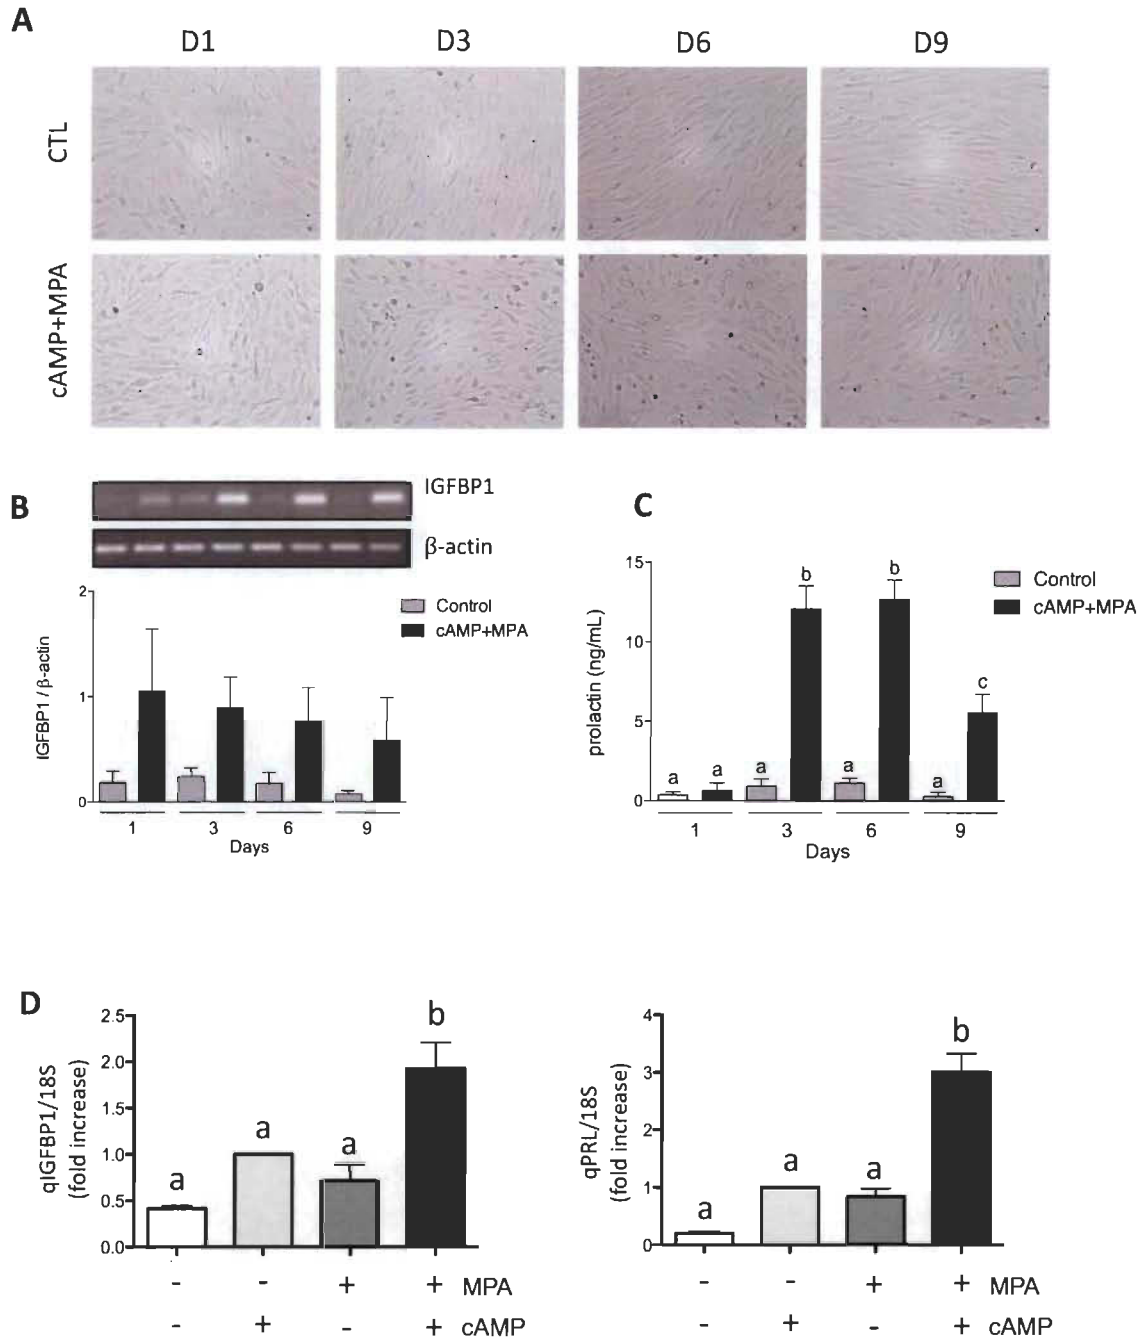 A
D1 D3 D6 D9
CTL
cAMP+MPA
B
IGFBP1
β-actin
2
1
0
IGFBP1 / β-actin
Control
cAMP+MPA
1 3 6 9
Days
C
15
10
5
0
prolactin (ng/mL)
a a a b a b a c
Control
cAMP+MPA
1 3 6 9
Days
D
2.5
2.0
1.5
1.0
0.5
0.0
qIGFBP1/18S
(fold increase)
a a a b
- - + + MPA
- + - + cAMP
4
3
2
1
0
qPRL/18S
(fold increase)
a a a b
- - + + MPA
- + - + cAMP